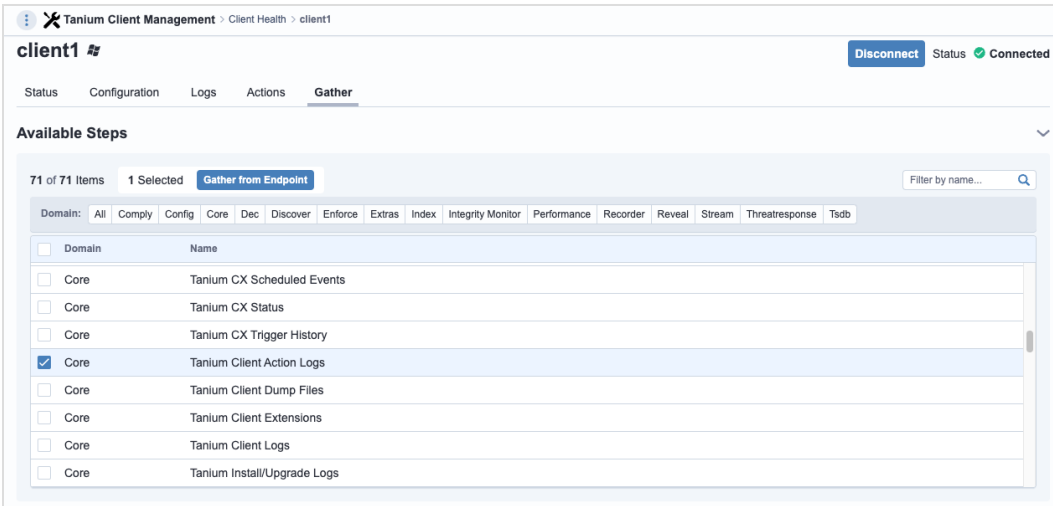 Tanium Client Management > Client Health > client1
client1
Disconnect Status Connected
Status Configuration Logs Actions Gather
Available Steps
71 of 71 Items 1 Selected Gather from Endpoint Filter by name...
Domain: All Comply Config Core Dec Discover Enforce Extras Index Integrity Monitor Performance Recorder Reveal Stream Threatresponse Tsdb
Domain Name
Core Tanium CX Scheduled Events
Core Tanium CX Status
Core Tanium CX Trigger History
Core Tanium Client Action Logs
Core Tanium Client Dump Files
Core Tanium Client Extensions
Core Tanium Client Logs
Core Tanium Install/Upgrade Logs